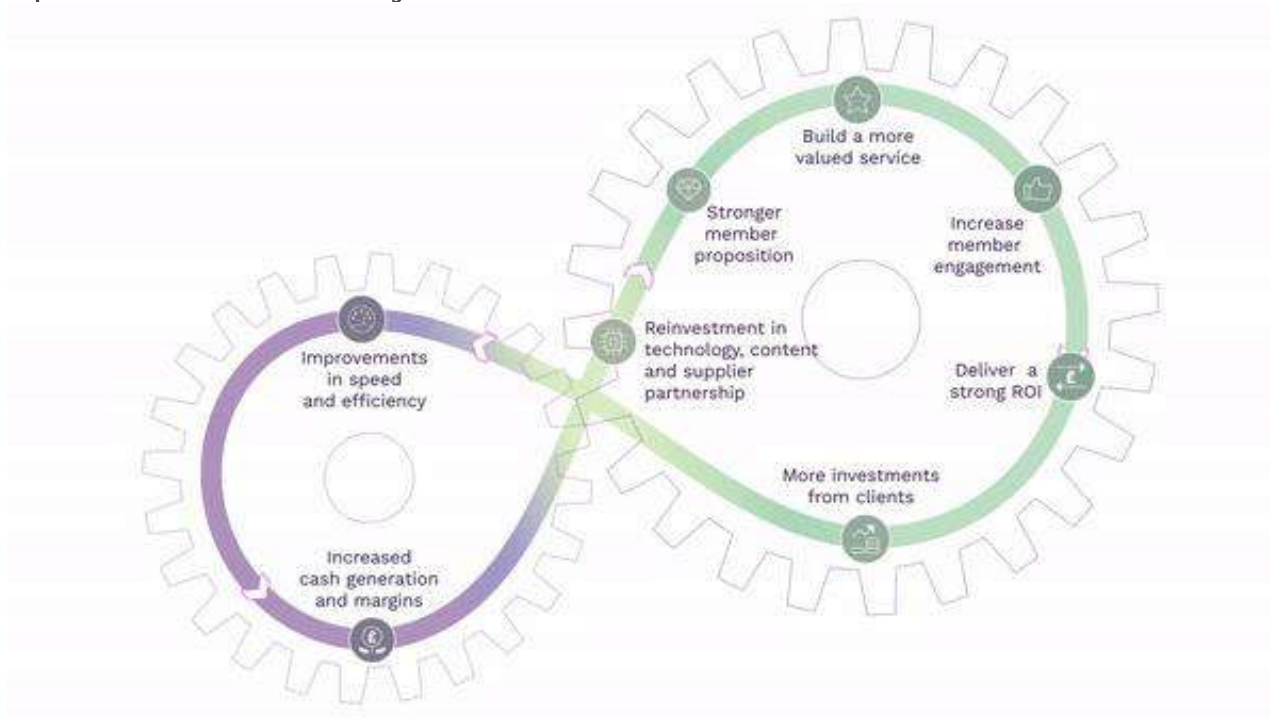 Build a more
valued service
Stronger
member
proposition
Increase
member
engagement
Reinvestment in
technology, content
and supplier
partnership
Improvements
in speed
and efficiency
Deliver a
strong ROI
£
More investments
from clients
Increased
cash generation
and margins
£